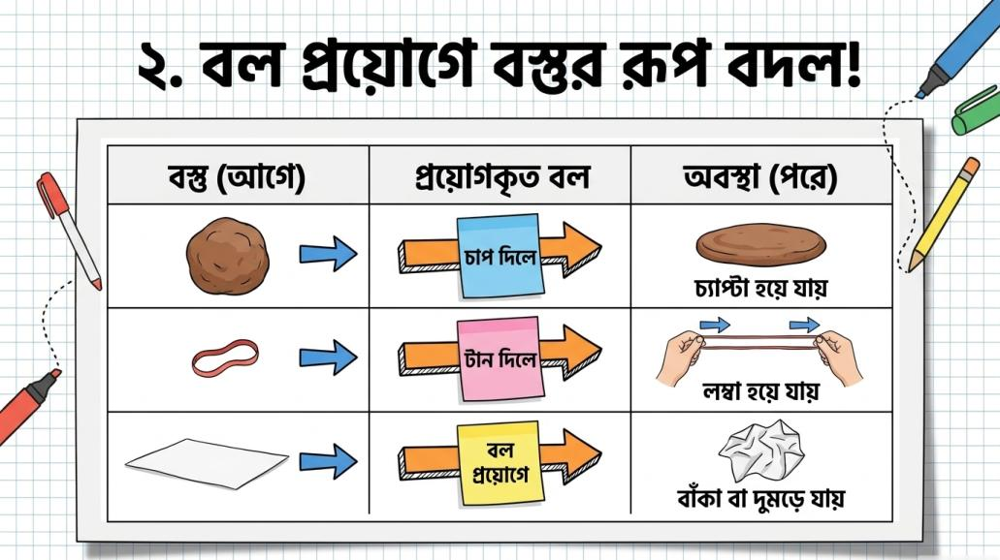 ২. বল প্রয়োগে বস্তুর রূপ বদল!
বস্তু (আগে)
প্রয়োগকৃত বল
অবস্থা (পরে)
চাপ দিলে
চ্যাপ্টা হয়ে যায়
টান দিলে
লম্বা হয়ে যায়
বল
প্রয়োগে
বাঁকা বা দুমড়ে যায়